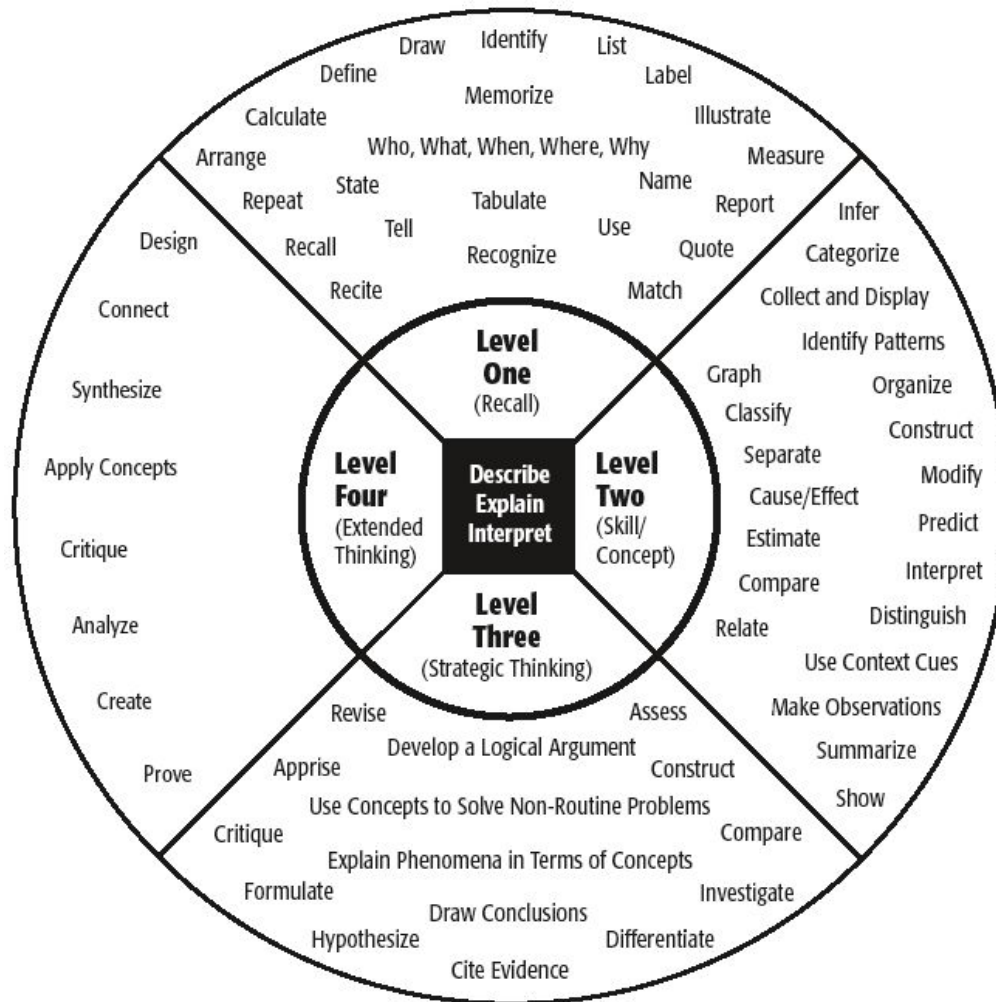 Draw
Identify
List
Define
Label
Memorize
Calculate
Illustrate
Who, What, When, Where, Why
Arrange
Measure
State
Name
Repeat
Tabulate
Report
Tell
Use
Recall
Recognize
Quote
Recite
Match
Level
One
(Recall)
Infer
Categorize
Collect and Display
Identify Patterns
Graph
Organize
Classify
Construct
Separate
Modify
Cause/Effect
Predict
Estimate
Interpret
Compare
Distinguish
Relate
Use Context Cues
Make Observations
Summarize
Show
Level
Two
(Skill/
Concept)
Describe
Explain
Interpret
Level
Three
(Strategic Thinking)
Revise
Assess
Develop a Logical Argument
Apprise
Construct
Use Concepts to Solve Non-Routine Problems
Critique
Compare
Explain Phenomena in Terms of Concepts
Formulate
Investigate
Draw Conclusions
Hypothesize
Differentiate
Cite Evidence
Level
Four
(Extended
Thinking)
Design
Connect
Synthesize
Apply Concepts
Critique
Analyze
Create
Prove